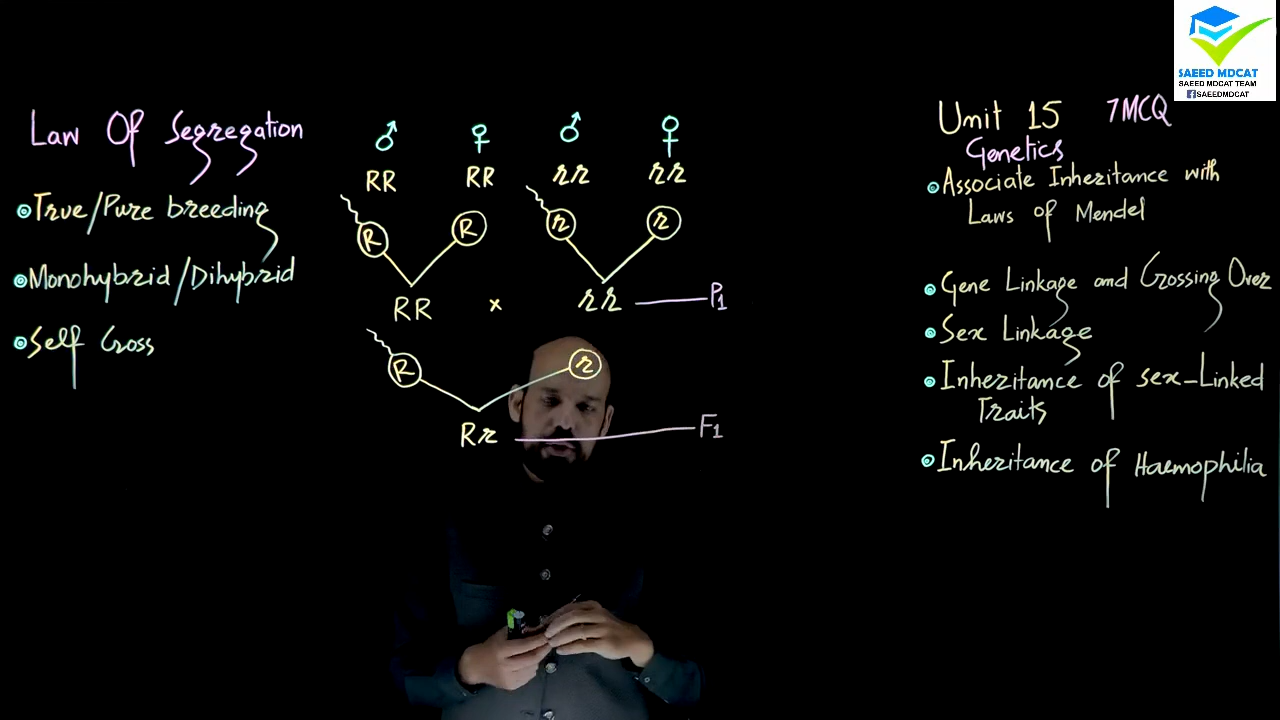 SAEED MDCAT
SAEED MDCAT TEAM
SAEEDMDCAT
Law Of Segregation
True/Pure breeding
Monohybrid/Dihybrid
Self Cross
♂ ♀ ♂ ♀
RR RR rr rr
R R r r
RR × rr P1
R r
Rr F1
Unit 15 7MCQ
Genetics
Associate Inheritance with
Laws of Mendel
Gene Linkage and Crossing Over
Sex Linkage
Inheritance of sex-Linked
Traits
Inheritance of Haemophilia